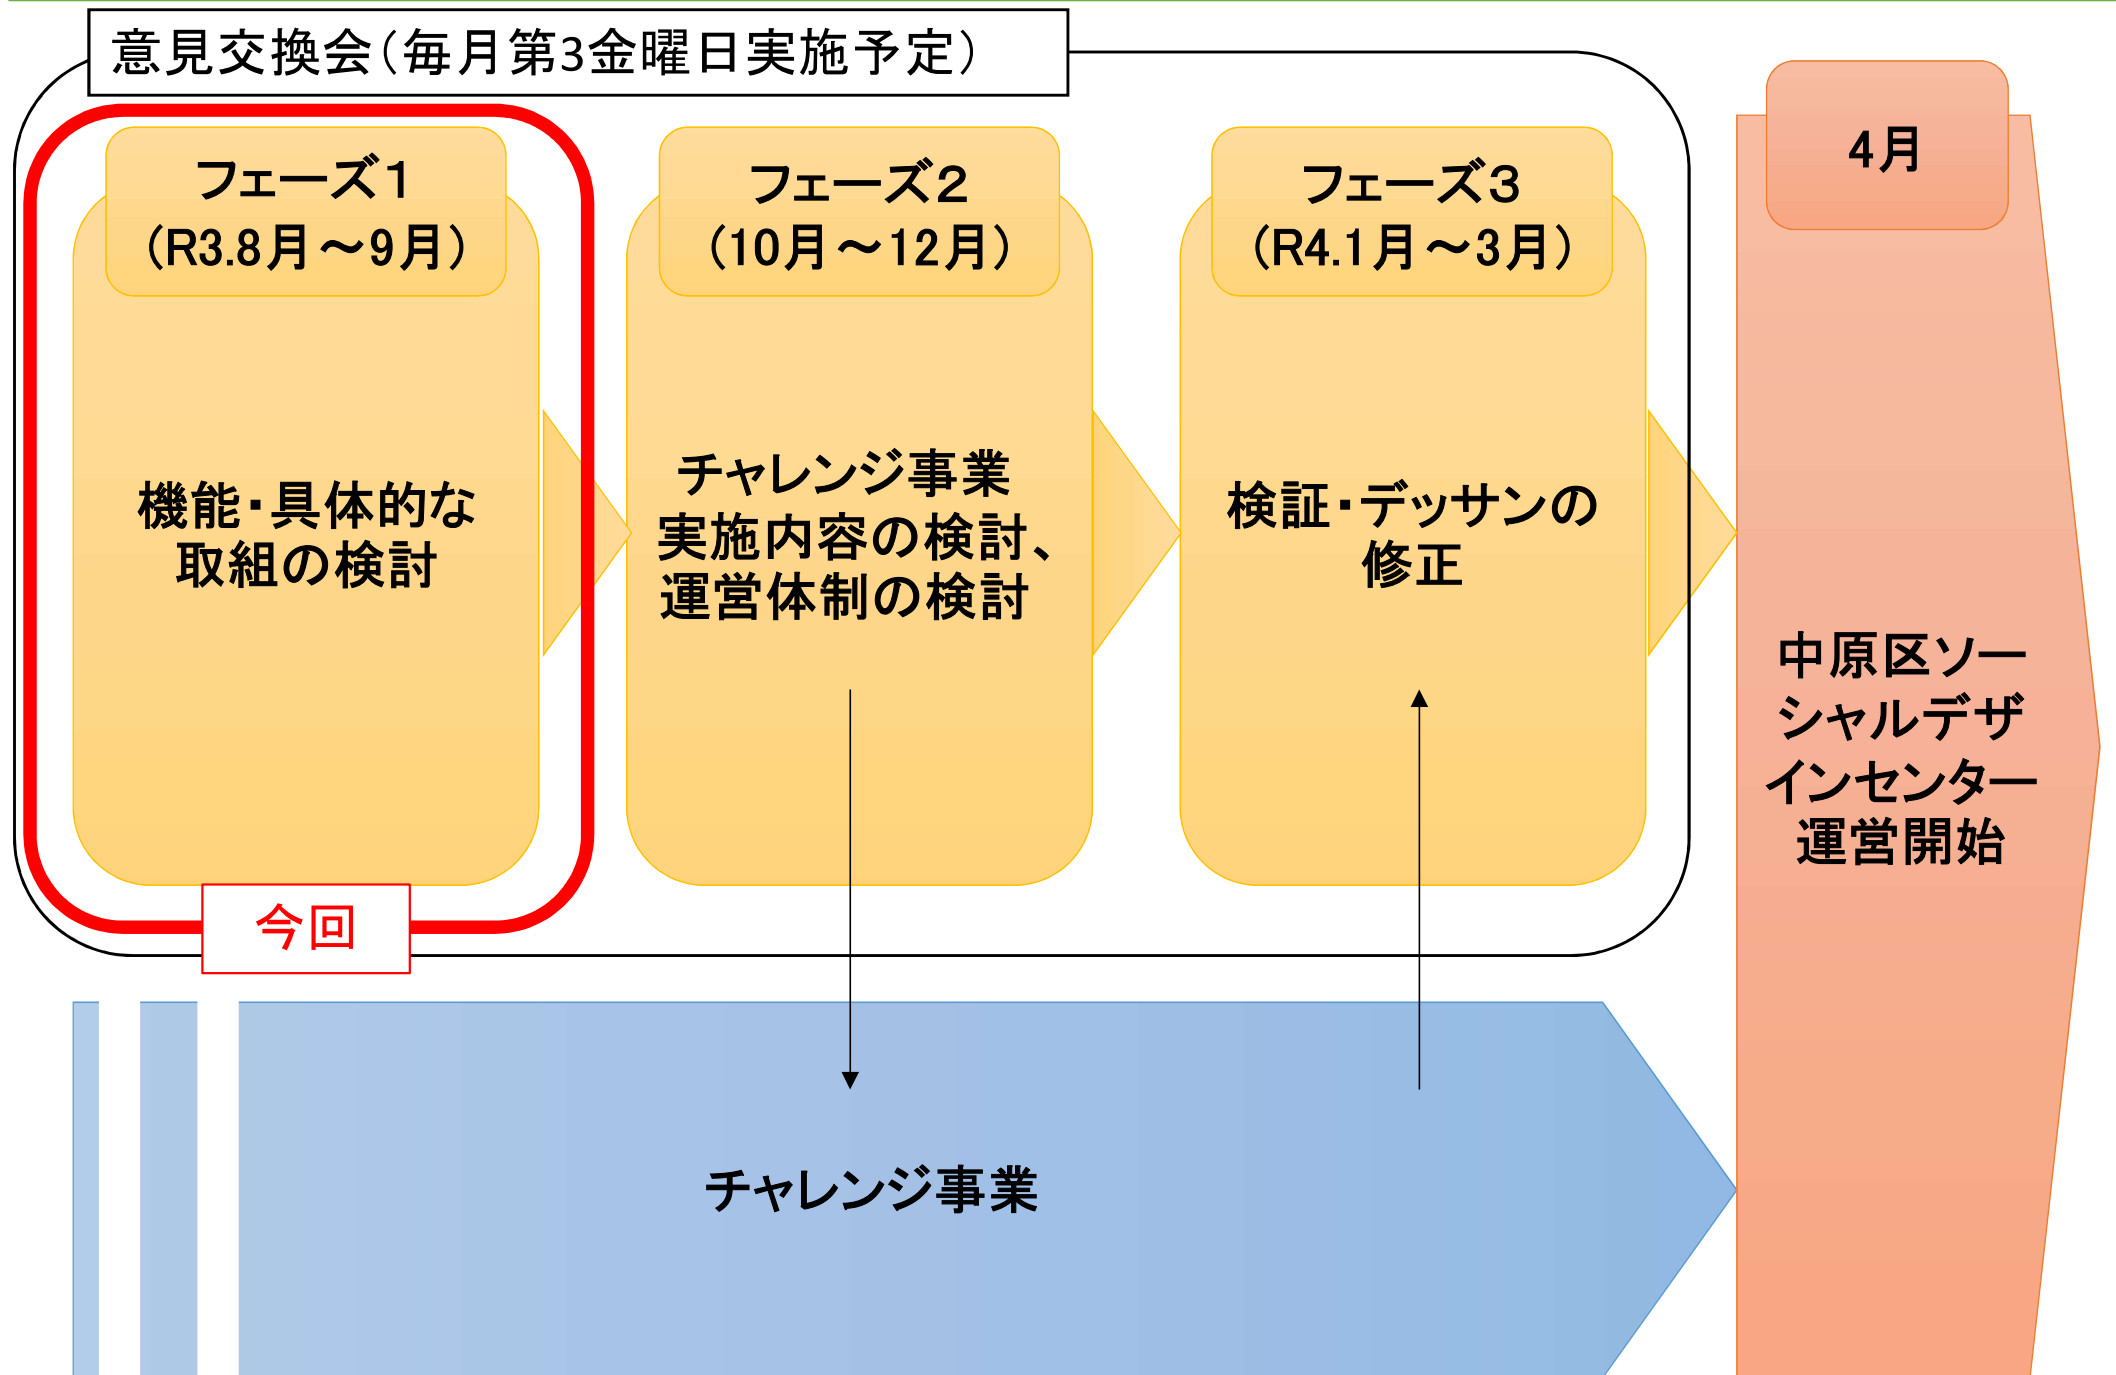 意見交換会（毎月第3金曜日実施予定）
フェーズ１
（R3.8月～9月）
機能・具体的な
取組の検討
今回
フェーズ２
（10月～12月）
チャレンジ事業
実施内容の検討、
運営体制の検討
フェーズ３
（R4.1月～3月）
検証・デッサンの
修正
4月
中原区ソー
シャルデザ
インセンター
運営開始
チャレンジ事業